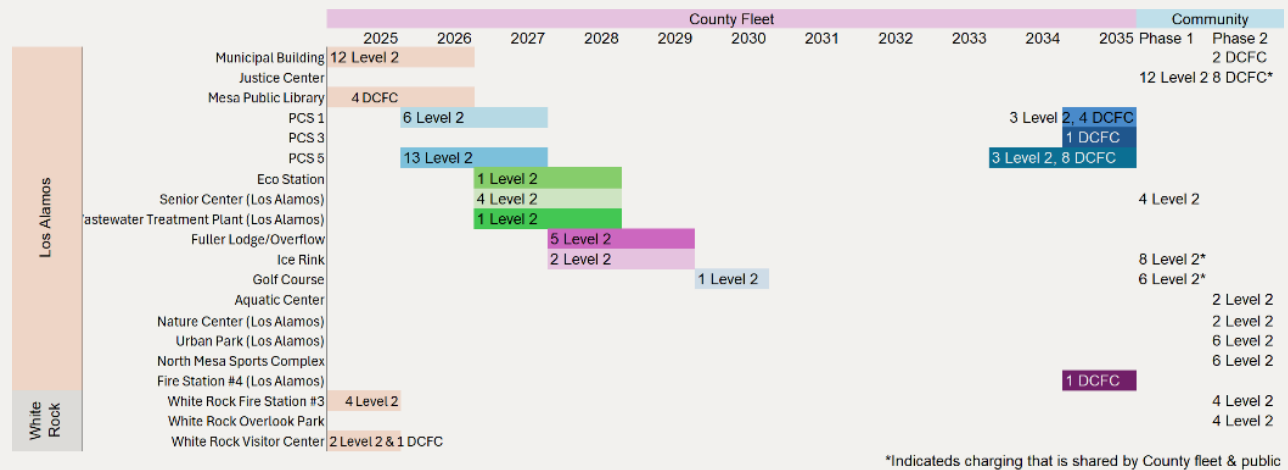 County Fleet Community
2025 2026 2027 2028 2029 2030 2031 2032 2033 2034 2035 Phase 1 Phase 2
Los Alamos
Municipal Building 12 Level 2 2 DCFC
Justice Center 12 Level 2 8 DCFC*
Mesa Public Library 4 DCFC
PCS 1 6 Level 2 3 Level 2, 4 DCFC
PCS 3 1 DCFC
PCS 5 13 Level 2 3 Level 2, 8 DCFC
Eco Station 1 Level 2
Senior Center (Los Alamos) 4 Level 2 4 Level 2
astewater Treatment Plant (Los Alamos) 1 Level 2
Fuller Lodge/Overflow 5 Level 2
Ice Rink 2 Level 2 8 Level 2*
Golf Course 1 Level 2 6 Level 2*
Aquatic Center 2 Level 2
Nature Center (Los Alamos) 2 Level 2
Urban Park (Los Alamos) 6 Level 2
North Mesa Sports Complex 6 Level 2
Fire Station #4 (Los Alamos) 1 DCFC
White Rock
White Rock Fire Station #3 4 Level 2 4 Level 2
White Rock Overlook Park 4 Level 2
White Rock Visitor Center 2 Level 2 & 1 DCFC
*Indicateds charging that is shared by County fleet & public